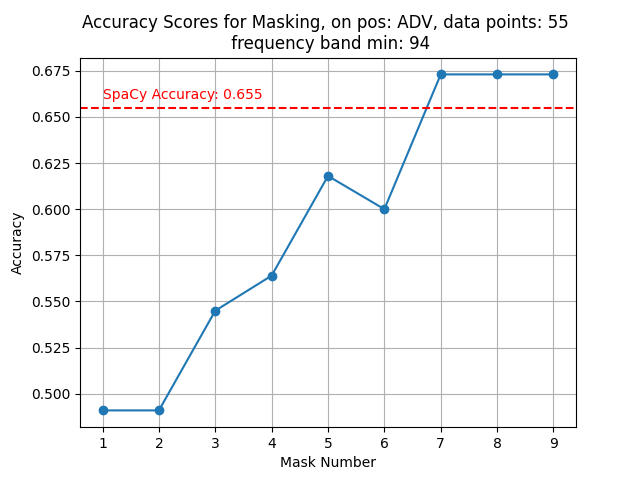 Accuracy Scores for Masking, on pos: ADV, data points: 55
frequency band min: 94
0.675
SpaCy Accuracy: 0.655
0.650
0.625
0.600
0.575
0.550
0.525
0.500
Accuracy
1 2 3 4 5 6 7 8 9
Mask Number